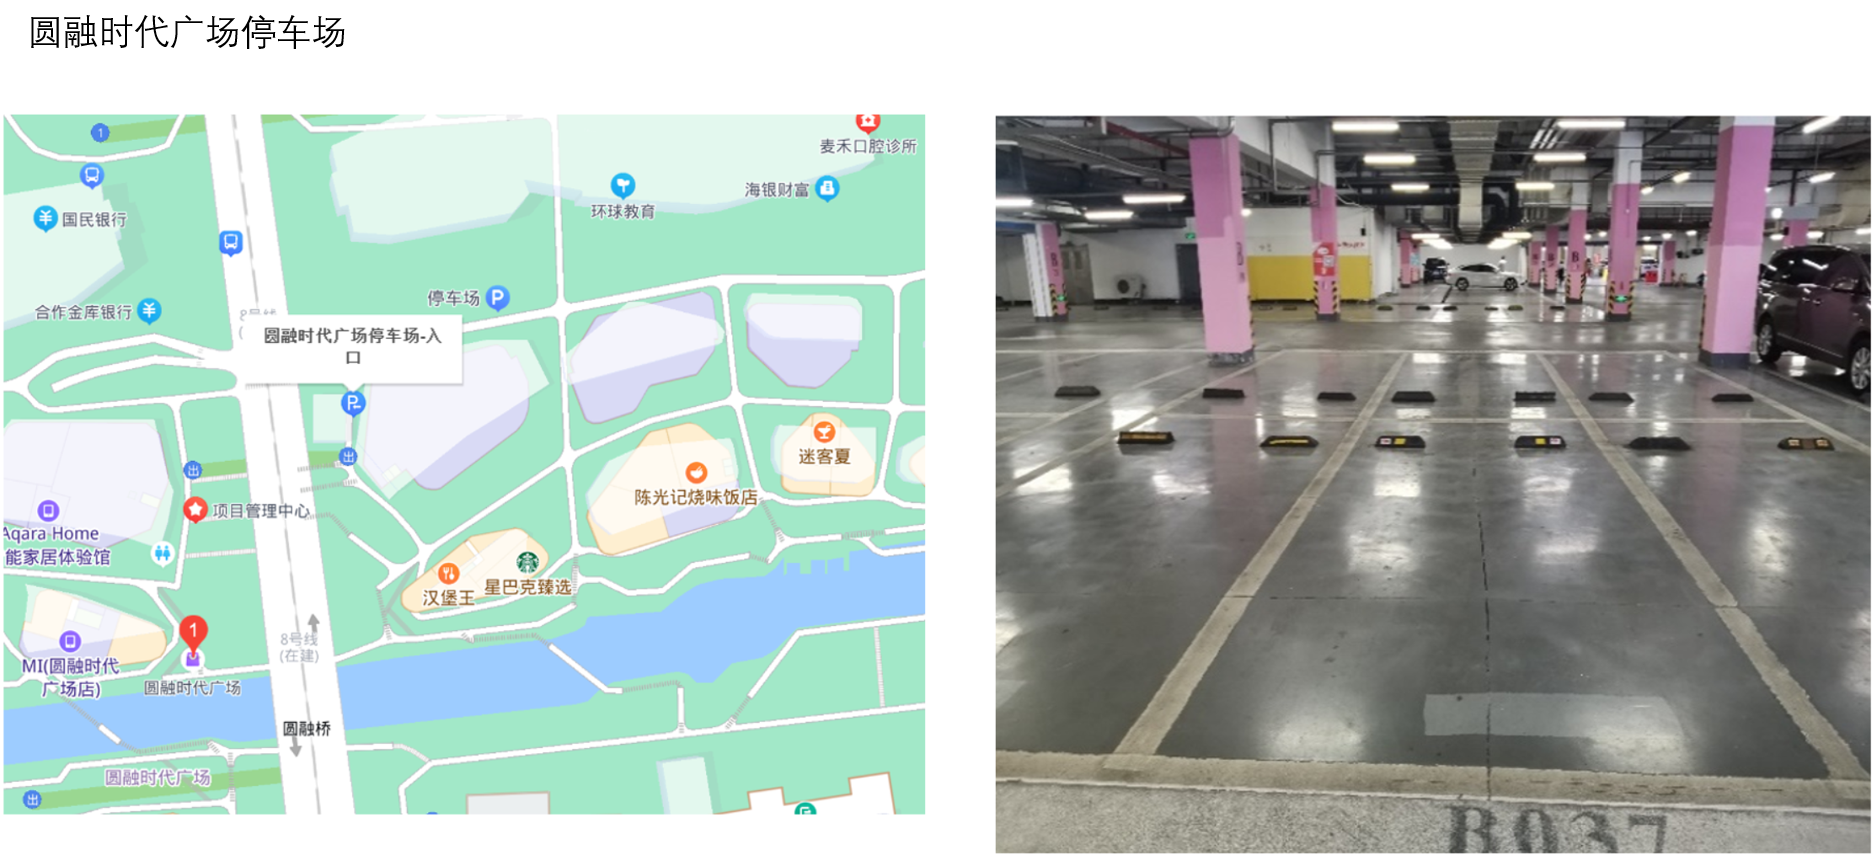 圆融时代广场停车场
1
麦禾口腔诊所
海银财富
环球教育
国民银行
停车场
P
合作金库银行
8号线
圆融时代广场停车场-入
口
P
出
出
项目管理中心
Aqara Home
能家居体验馆
迷客夏
陈光记烧味饭店
星巴克臻选
汉堡王
1
8号线
(在建)
MI(圆融时代
广场店)
圆融时代广场
圆融桥
圆融时代广场
出
B037